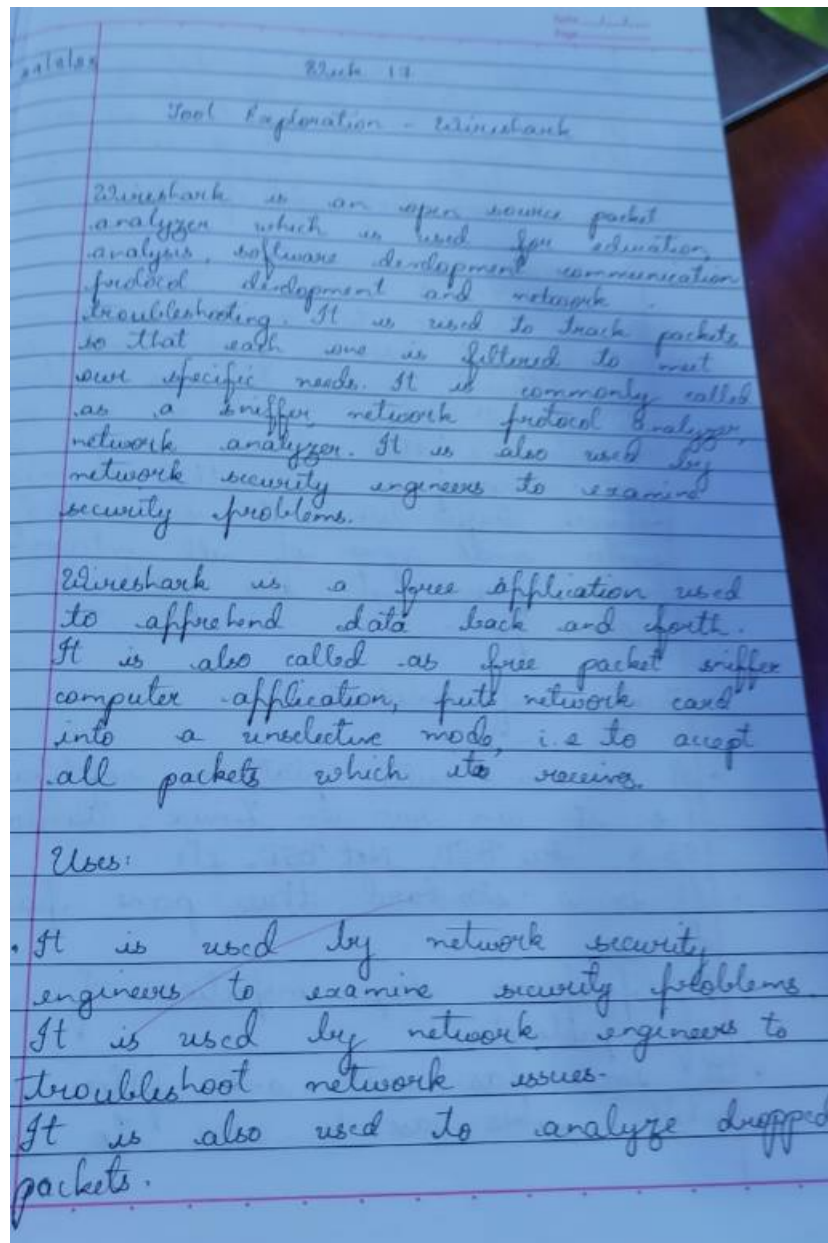 Tool Exploration - Wireshark
Wireshark is an open source packet
analyzer which is used for education,
analysis, software development communication
protocol development and network
troubleshooting. It is used to track packets
so that each one is filtered to meet
our specific needs. It is commonly called
as a sniffer, network protocol analyzer,
network analyzer. It is also used by
network security engineers to examine
security problems.
Wireshark is a free application used
to apprehend data back and forth.
It is also called as free packet sniffer
computer application, puts network card
into a unselective mode, i.e to accept
all packets which it receives.
Uses:
• It is used by network security
engineers to examine security problems
It is used by network engineers to
troubleshoot network issues.
It is also used to analyze dropped
packets.